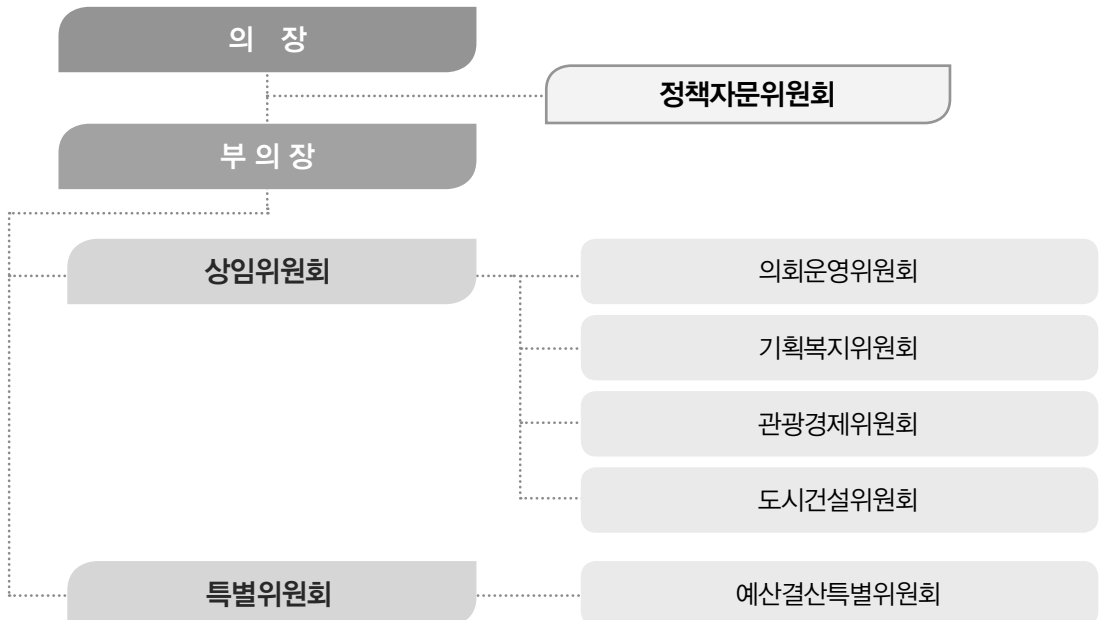 의 장
정책자문위원회
부 의 장
상임위원회
의회운영위원회
기획복지위원회
관광경제위원회
도시건설위원회
특별위원회
예산결산특별위원회